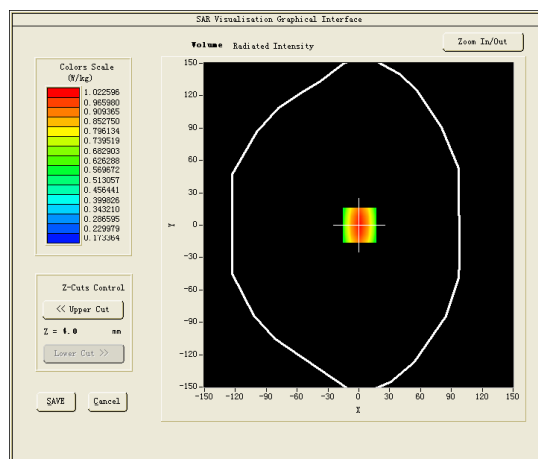 SAR Visualisation Graphical Interface
Volume Radiated Intensity
Zoom In/Out
Colors Scale
(W/kg)
1.022596
0.965980
0.909365
0.852750
0.796134
0.739519
0.682903
0.626288
0.569672
0.513057
0.456441
0.399826
0.343210
0.286595
0.229979
0.173364
Z-Cuts Control
<< Upper Cut
Z = 4.0 mm
Lower Cut >>
SAVE Cancel
150
120
90
60
30
0
-30
-60
-90
-120
-150
Y
-150 -120 -90 -60 -30 0 30 60 90 120 150
X